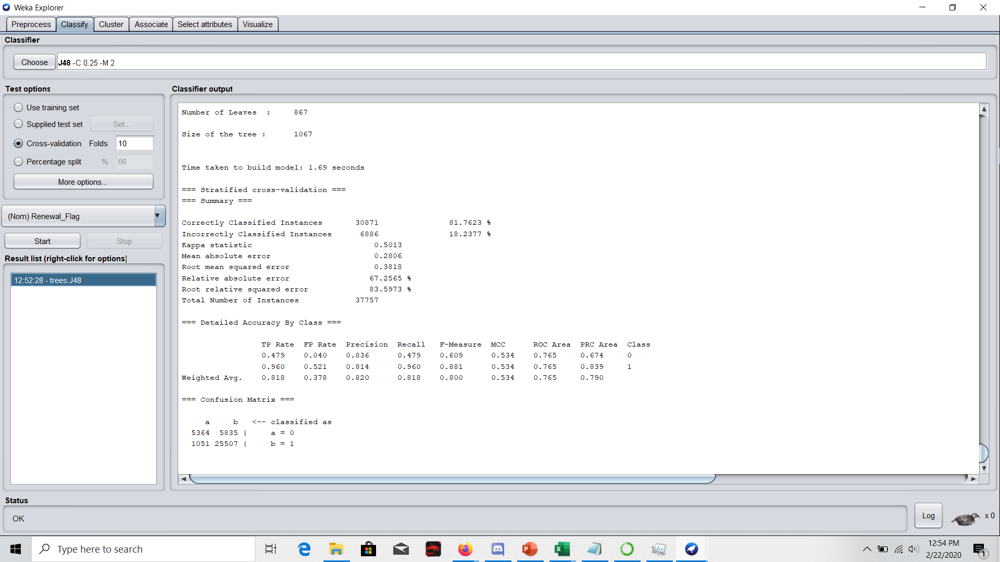 Weka Explorer
Preprocess Classify Cluster Associate Select attributes Visualize
Classifier
Choose J48 -C 0.25 -M 2
Test options
Use training set
Supplied test set Set...
Cross-validation Folds 10
Percentage split % 66
More options...
(Nom) Renewal_Flag
Start Stop
Result list (right-click for options)
12:52:28 - trees.J48
Classifier output
Number of Leaves : 867
Size of the tree : 1067
Time taken to build model: 1.69 seconds
=== Stratified cross-validation ===
=== Summary ===
Correctly Classified Instances 30871 81.7623 %
Incorrectly Classified Instances 6886 18.2377 %
Kappa statistic 0.5013
Mean absolute error 0.2806
Root mean squared error 0.3818
Relative absolute error 67.2565 %
Root relative squared error 83.5973 %
Total Number of Instances 37757
=== Detailed Accuracy By Class ===
TP Rate FP Rate Precision Recall F-Measure MCC ROC Area PRC Area Class
0.479 0.040 0.836 0.479 0.609 0.534 0.765 0.674 0
0.960 0.521 0.814 0.960 0.881 0.534 0.765 0.839 1
Weighted Avg. 0.818 0.378 0.820 0.818 0.800 0.534 0.765 0.790
=== Confusion Matrix ===
a b <-- classified as
5364 5835 | a = 0
1051 25507 | b = 1
Status
OK
Log x 0
Type here to search
12:54 PM
2/22/2020
1